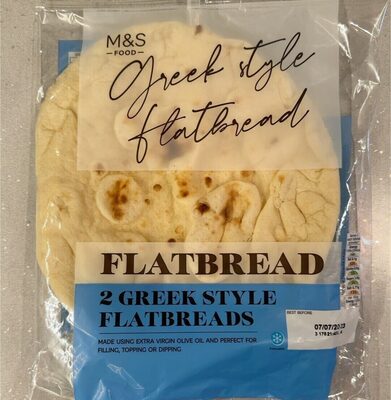 M&S
FOOD
Greek style
flatbread
FLATBREAD
2 GREEK STYLE
FLATBREADS
MADE USING EXTRA VIRGIN OLIVE OIL AND PERFECT FOR
FILLING, TOPPING OR DIPPING
BEST BEFORE